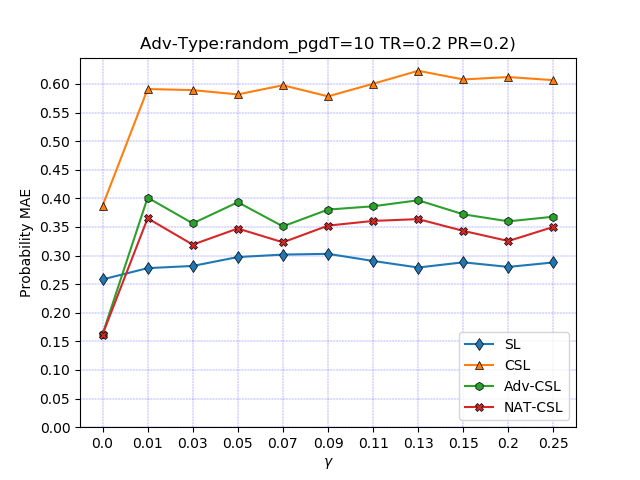 Adv-Type:random_pgdT=10 TR=0.2 PR=0.2)
Probability MAE
0.60
0.55
0.50
0.45
0.40
0.35
0.30
0.25
0.20
0.15
0.10
0.05
0.00
SL
CSL
Adv-CSL
NAT-CSL
0.0 0.01 0.03 0.05 0.07 0.09 0.11 0.13 0.15 0.2 0.25
γ